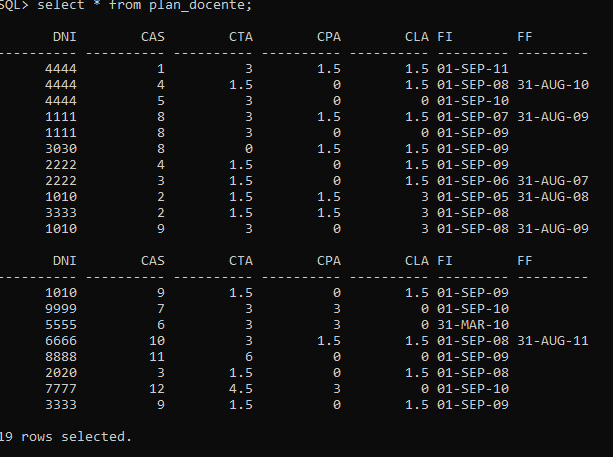 SQL> select * from plan_docente;
DNI CAS CTA CPA CLA FI FF
---------- ---------- ---------- ---------- ---------- --------- ---------
4444 1 3 1.5 1.5 01-SEP-11
4444 4 1.5 0 1.5 01-SEP-08 31-AUG-10
4444 5 3 0 0 01-SEP-10
1111 8 3 1.5 1.5 01-SEP-07 31-AUG-09
1111 8 3 0 0 01-SEP-09
3030 8 0 1.5 1.5 01-SEP-09
2222 4 1.5 0 1.5 01-SEP-09
2222 3 1.5 0 1.5 01-SEP-06 31-AUG-07
1010 2 1.5 1.5 3 01-SEP-05 31-AUG-08
3333 2 1.5 1.5 3 01-SEP-08
1010 9 3 0 3 01-SEP-08 31-AUG-09
DNI CAS CTA CPA CLA FI FF
---------- ---------- ---------- ---------- ---------- --------- ---------
1010 9 1.5 0 1.5 01-SEP-09
9999 7 3 3 0 01-SEP-10
5555 6 3 3 0 31-MAR-10
6666 10 3 1.5 1.5 01-SEP-08 31-AUG-11
8888 11 6 0 0 01-SEP-09
2020 3 1.5 0 1.5 01-SEP-08
7777 12 4.5 3 0 01-SEP-10
3333 9 1.5 0 1.5 01-SEP-09
19 rows selected.